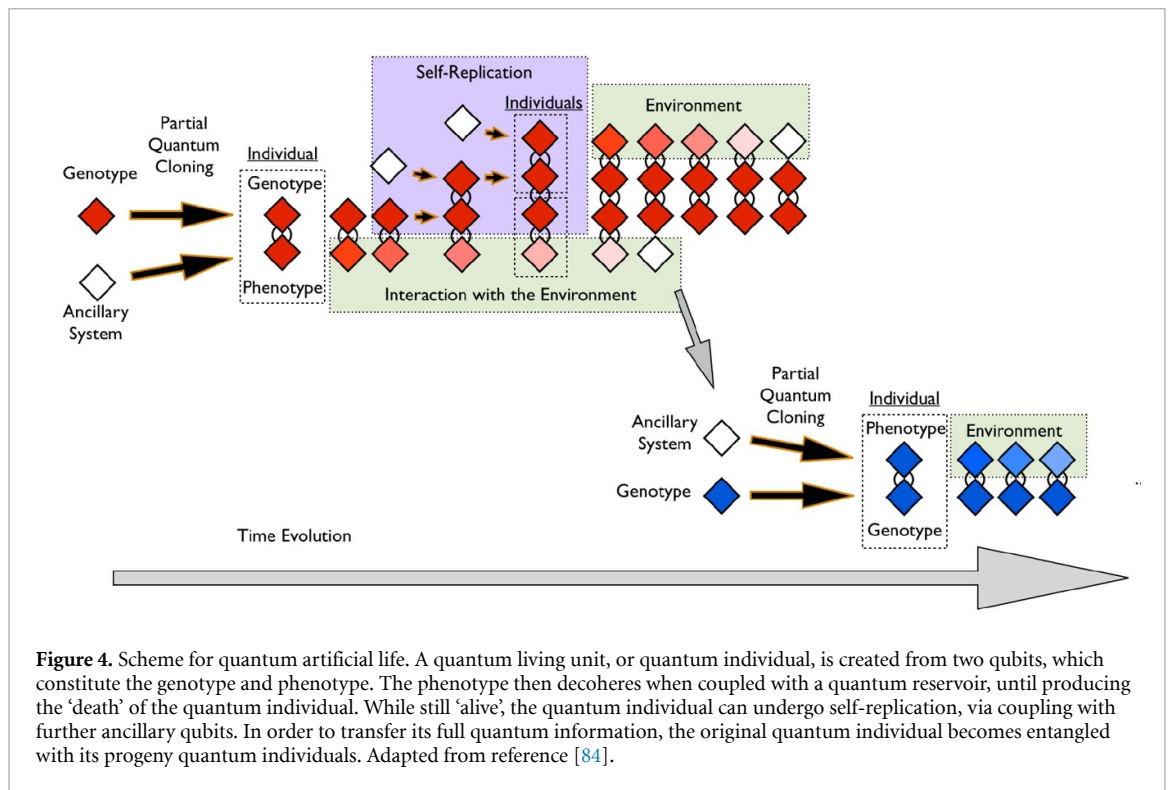 Self-Replication
Partial
Quantum
Cloning
Individuals
Environment
Genotype
Individual
Genotype
Phenotype
Ancillary
System
Interaction with the Environment
Partial
Quantum
Cloning
Individual
Ancillary
System
Phenotype
Environment
Genotype
Genotype
Time Evolution
Figure 4. Scheme for quantum artificial life. A quantum living unit, or quantum individual, is created from two qubits, which
constitute the genotype and phenotype. The phenotype then decoheres when coupled with a quantum reservoir, until producing
the ‘death’ of the quantum individual. While still ‘alive’, the quantum individual can undergo self-replication, via coupling with
further ancillary qubits. In order to transfer its full quantum information, the original quantum individual becomes entangled
with its progeny quantum individuals. Adapted from reference [84].